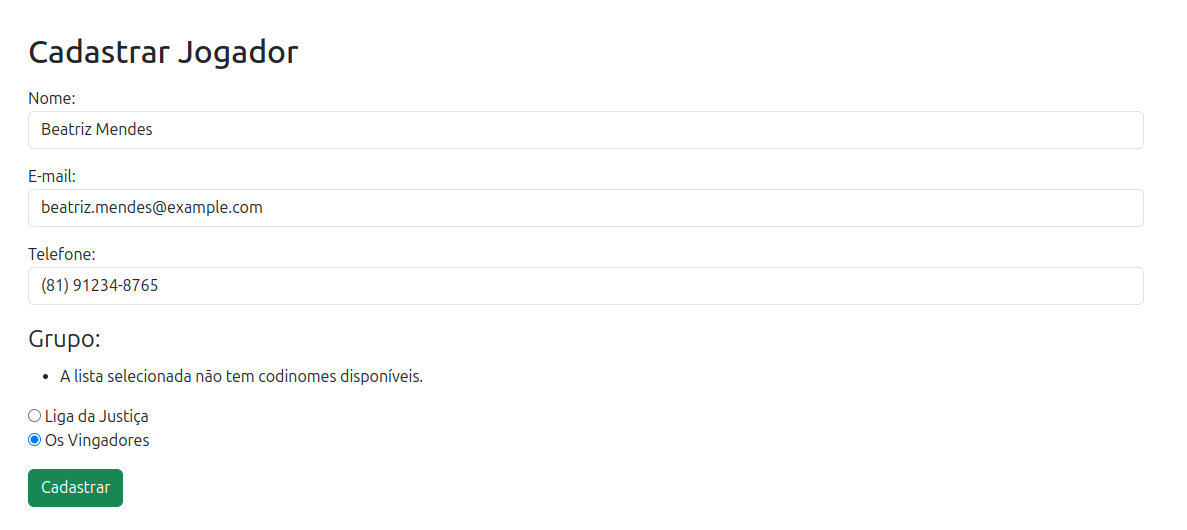 Cadastrar Jogador
Nome:
Beatriz Mendes
E-mail:
beatriz.mendes@example.com
Telefone:
(81) 91234-8765
Grupo:
• A lista selecionada não tem codinomes disponíveis.
Liga da Justiça
Os Vingadores
Cadastrar